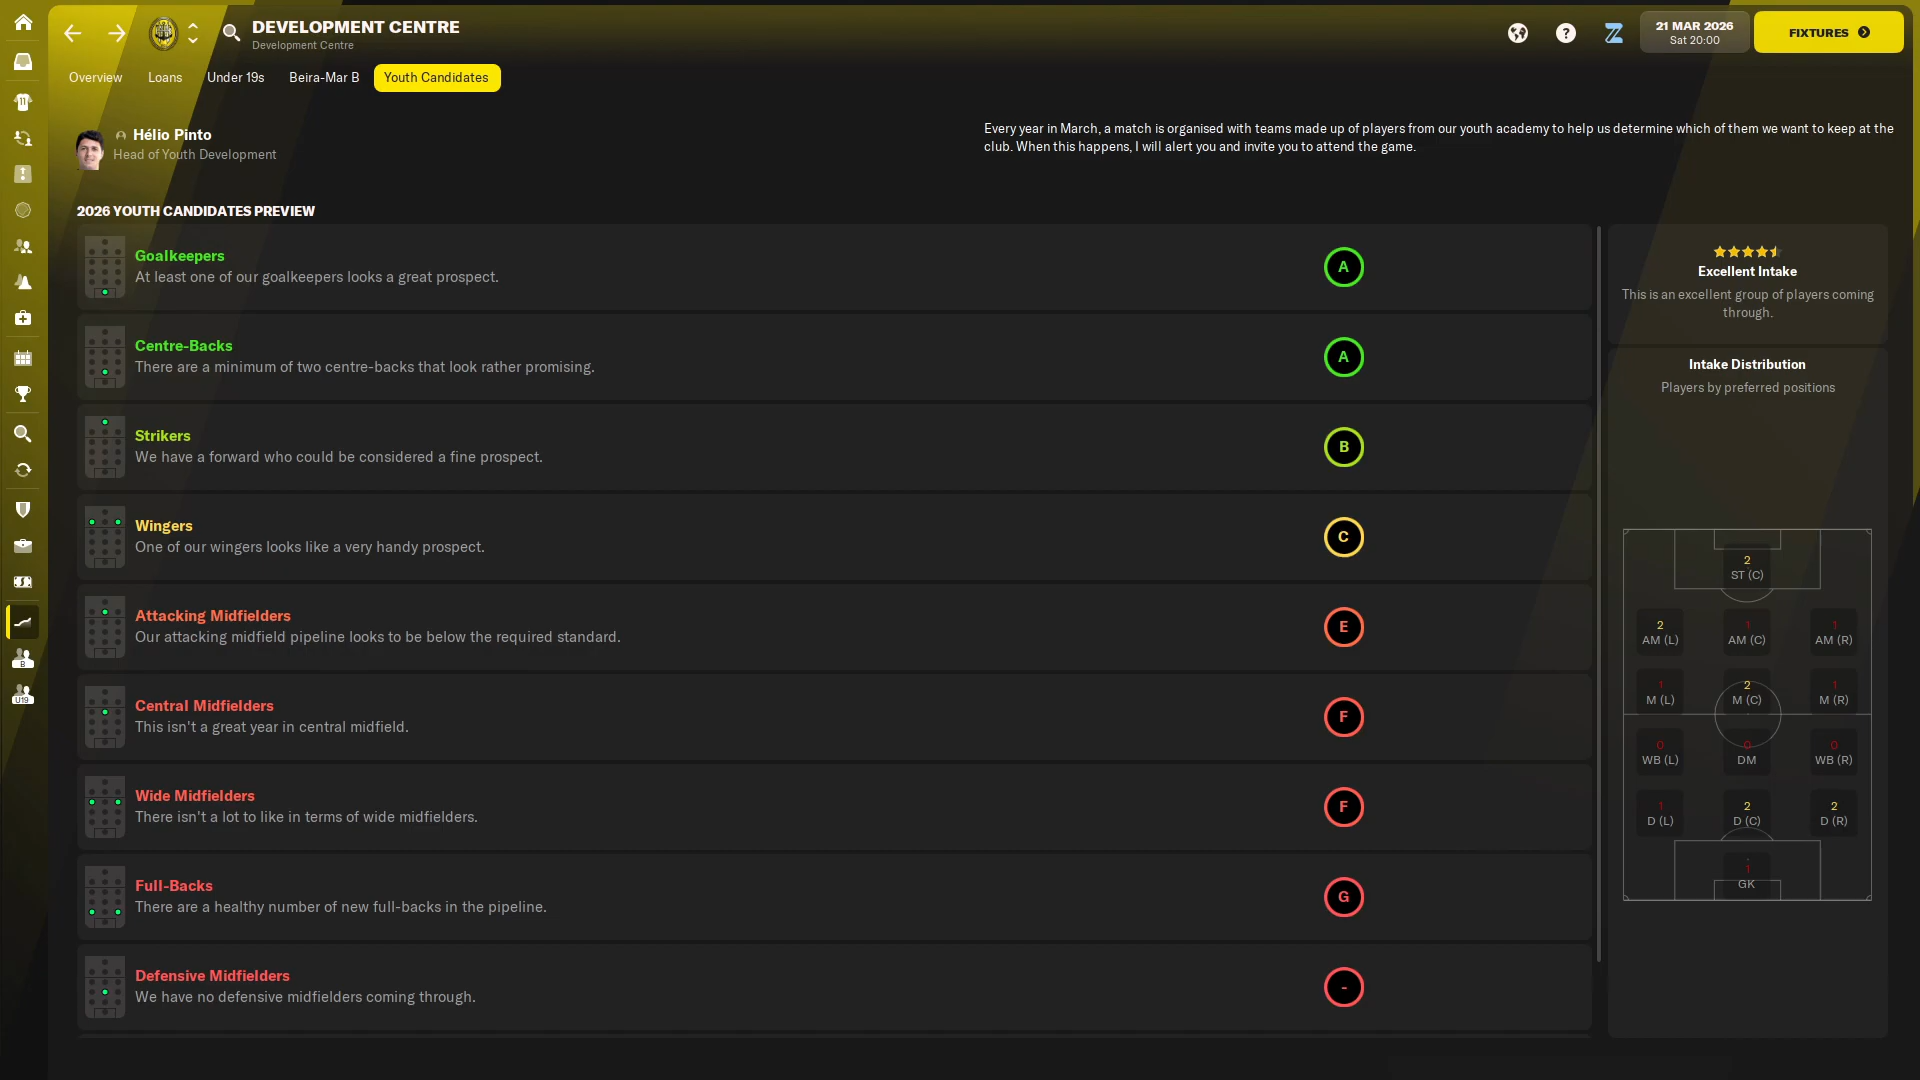 DEVELOPMENT CENTRE
Development Centre
21 MAR 2026
Sat 20:00
FIXTURES
Overview
Loans
Under 19s
Beira-Mar B
Youth Candidates
Hélio Pinto
Head of Youth Development
Every year in March, a match is organised with teams made up of players from our youth academy to help us determine which of them we want to keep at the
club. When this happens, I will alert you and invite you to attend the game.
2026 YOUTH CANDIDATES PREVIEW
Goalkeepers
At least one of our goalkeepers looks a great prospect.
A
Centre-Backs
There are a minimum of two centre-backs that look rather promising.
A
Strikers
We have a forward who could be considered a fine prospect.
B
Wingers
One of our wingers looks like a very handy prospect.
C
Attacking Midfielders
Our attacking midfield pipeline looks to be below the required standard.
E
Central Midfielders
This isn't a great year in central midfield.
F
Wide Midfielders
There isn't a lot to like in terms of wide midfielders.
F
Full-Backs
There are a healthy number of new full-backs in the pipeline.
G
Defensive Midfielders
We have no defensive midfielders coming through.
-
Excellent Intake
This is an excellent group of players coming
through.
Intake Distribution
Players by preferred positions
2
ST (C)
2
AM (L)
1
AM (C)
1
AM (R)
1
M (L)
2
M (C)
1
M (R)
0
WB (L)
0
DM
0
WB (R)
1
D (L)
2
D (C)
2
D (R)
1
GK
11
B
U19